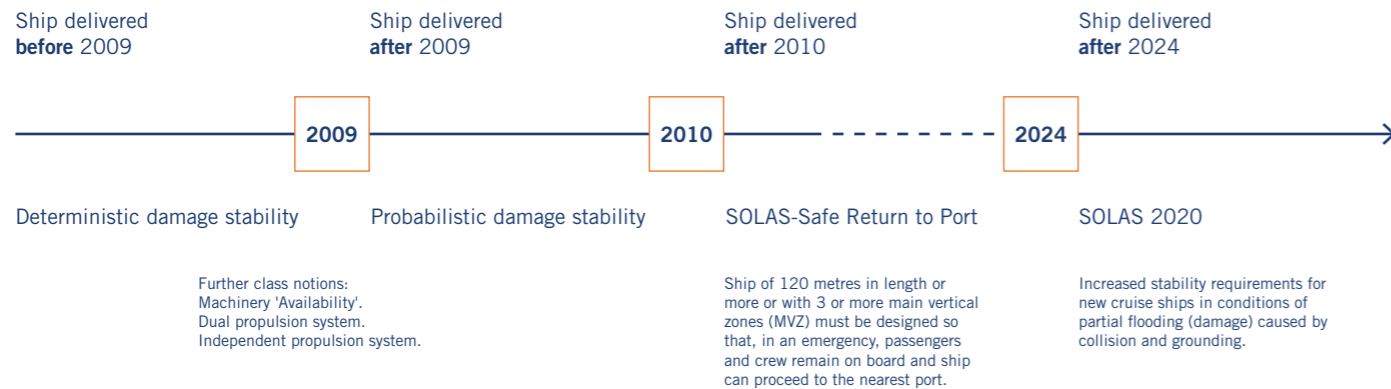 Ship delivered
before 2009
Ship delivered
after 2009
Ship delivered
after 2010
Ship delivered
after 2024
2009
2010
2024
Deterministic damage stability
Probabilistic damage stability
SOLAS-Safe Return to Port
SOLAS 2020
Further class notions:
Machinery 'Availability'.
Dual propulsion system.
Independent propulsion system.
Ship of 120 metres in length or
more or with 3 or more main vertical
zones (MVZ) must be designed so
that, in an emergency, passengers
and crew remain on board and ship
can proceed to the nearest port.
Increased stability requirements for
new cruise ships in conditions of
partial flooding (damage) caused by
collision and grounding.